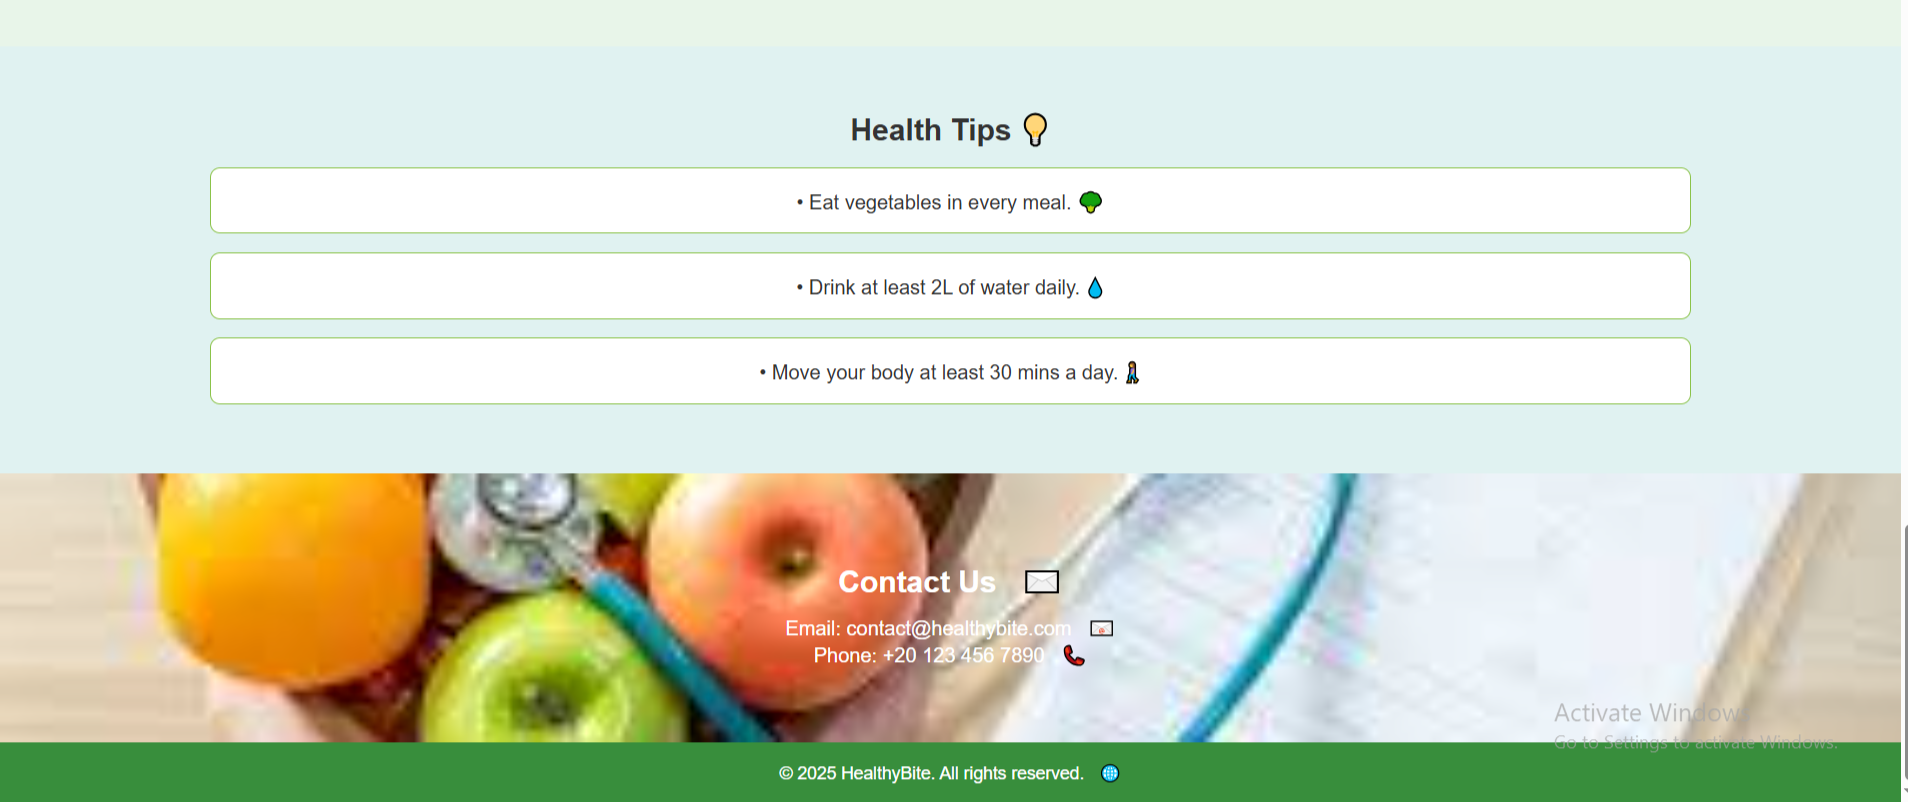 Health Tips 💡
• Eat vegetables in every meal. 🥦
• Drink at least 2L of water daily. 💧
• Move your body at least 30 mins a day. 🚶
Contact Us ✉️
Email: contact@healthybite.com 📧
Phone: +20 123 456 7890 📞
Activate Windows
Go to Settings to activate Windows.
© 2025 HealthyBite. All rights reserved. 🌐